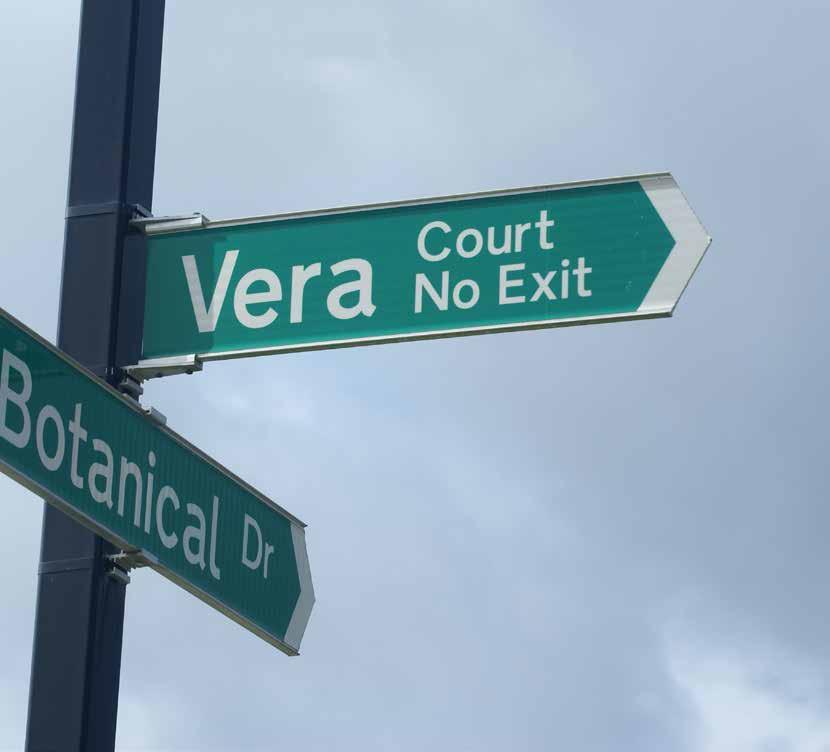 Vera Court
No Exit
Botanical Dr